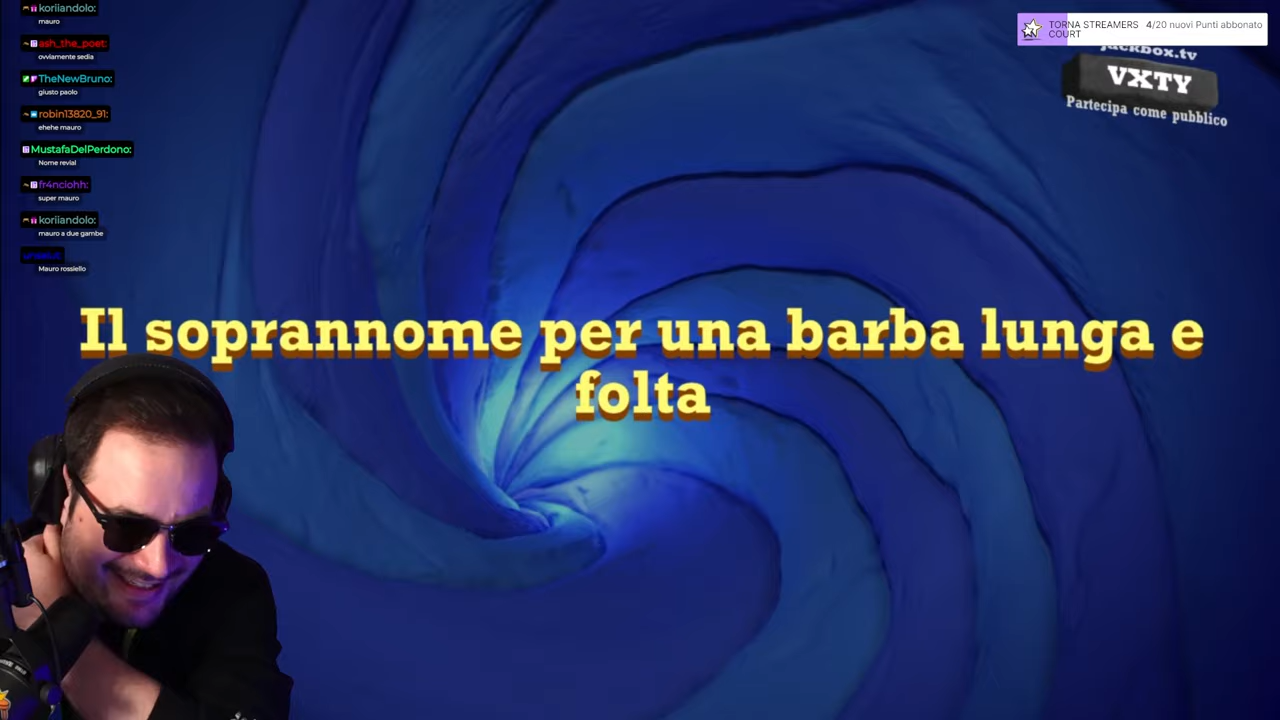 koriiandolo:
mauro
ash_the_poet:
ovviamente sedia
TheNewBruno:
giusto paolo
robin13820_91:
ehehe mauro
MustafaDelPerdono:
Nome revial
fr4nciohh:
super mauro
koriiandolo:
mauro a due gambe
Mauro rossiello
TORNA STREAMERS COURT 4/20 nuovi Punti abbonato
jackbox.tv
VXTY
Partecipa come pubblico
Il soprannome per una barba lunga e
folta